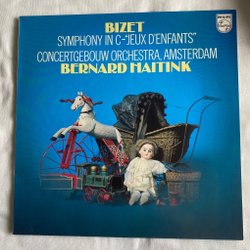 BIZET
SYMPHONY IN C-"JEUX D'ENFANTS"
CONCERTGEBOUW ORCHESTRA, AMSTERDAM
BERNARD HAITINK
PHILIPS